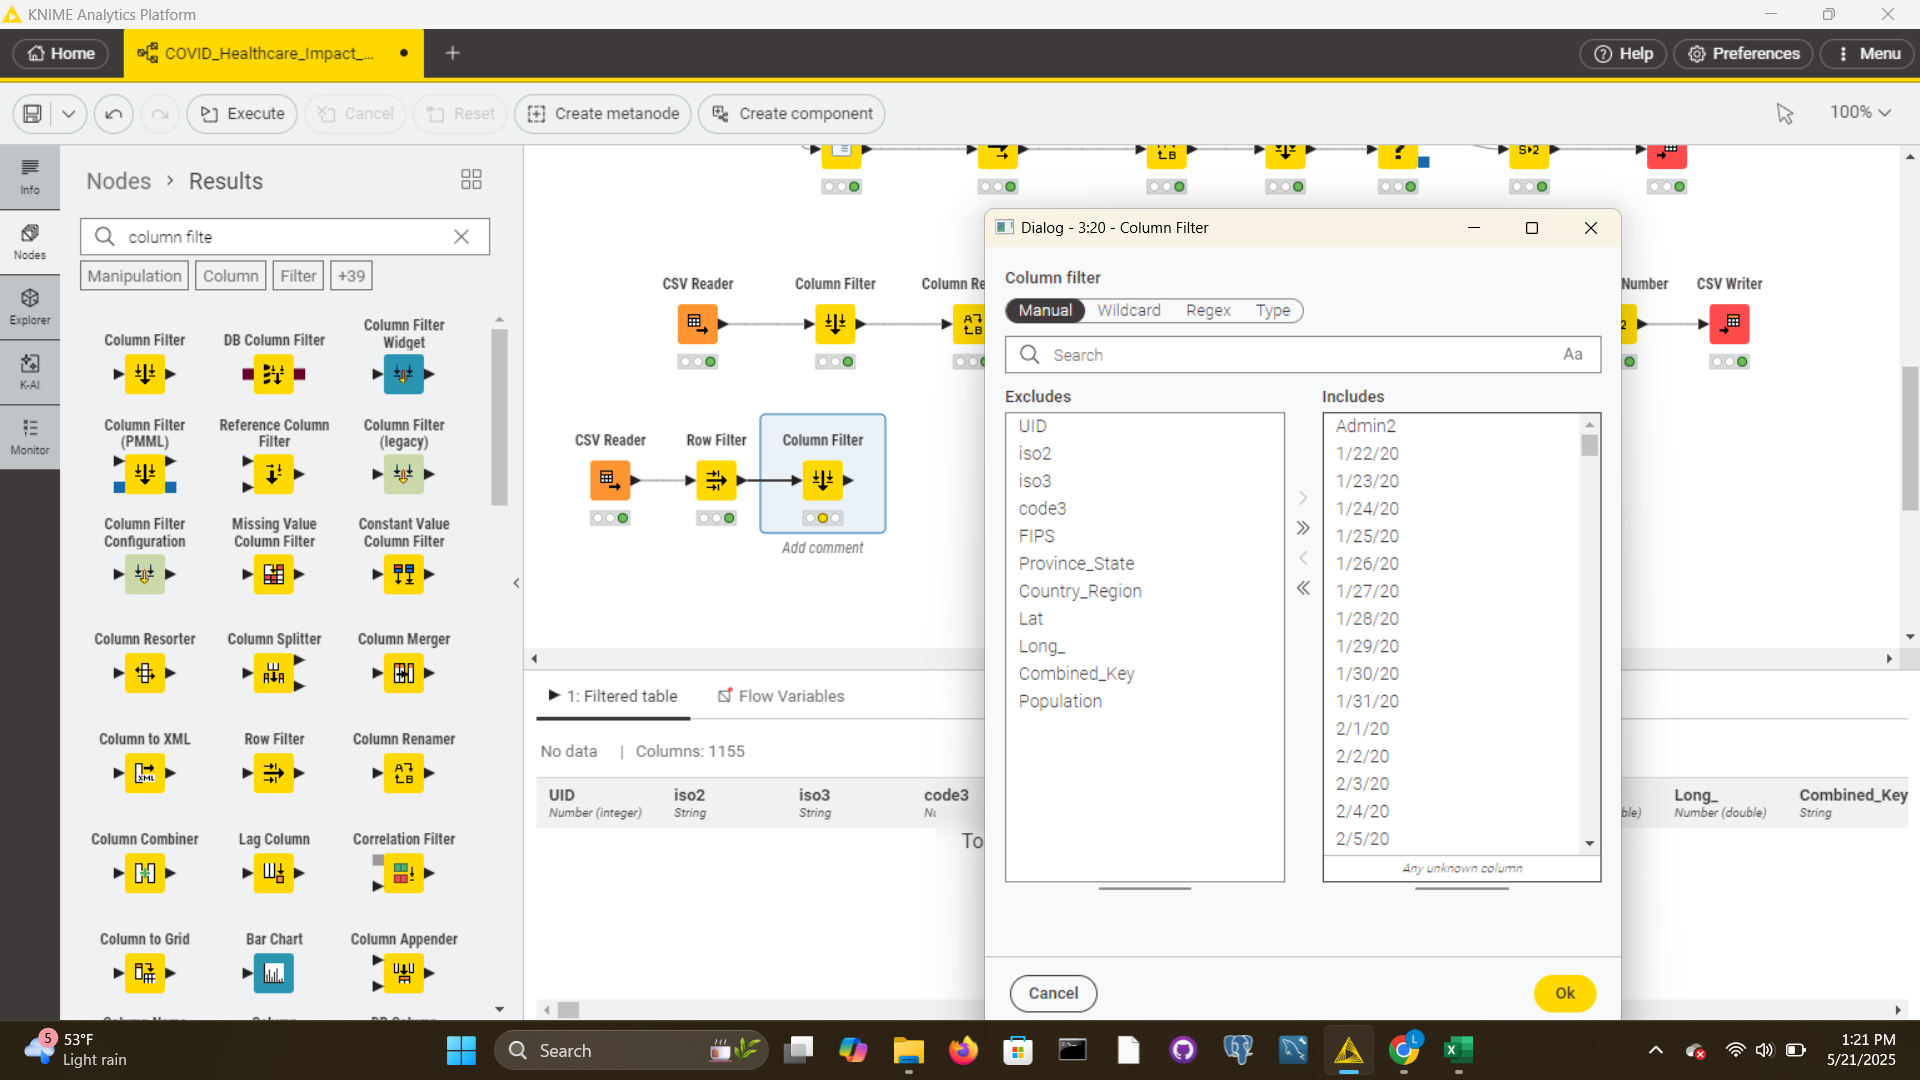 KNIME Analytics Platform
Home
COVID_Healthcare_Impact_...
Help
Preferences
Menu
Execute
Cancel
Reset
Create metanode
Create component
100%
Info
Nodes
Explorer
K-AI
Monitor
Nodes › Results
column filte
Manipulation
Column
Filter
+39
Column Filter
DB Column Filter
Column Filter
Widget
Column Filter
(PMML)
Reference Column
Filter
Column Filter
(legacy)
Column Filter
Configuration
Missing Value
Column Filter
Constant Value
Column Filter
Column Resorter
Column Splitter
Column Merger
Column to XML
Row Filter
Column Renamer
Column Combiner
Lag Column
Correlation Filter
Column to Grid
Bar Chart
Column Appender
CSV Reader
Column Filter
Column Re
Number
CSV Writer
CSV Reader
Row Filter
Column Filter
Add comment
1: Filtered table
Flow Variables
No data | Columns: 1155
UID
Number (integer)
iso2
String
iso3
String
code3
To
Long_
Number (double)
Combined_Key
String
Dialog - 3:20 - Column Filter
Column filter
Manual
Wildcard
Regex
Type
Search
Aa
Excludes
UID
iso2
iso3
code3
FIPS
Province_State
Country_Region
Lat
Long_
Combined_Key
Population
Includes
Admin2
1/22/20
1/23/20
1/24/20
1/25/20
1/26/20
1/27/20
1/28/20
1/29/20
1/30/20
1/31/20
2/1/20
2/2/20
2/3/20
2/4/20
2/5/20
Any unknown column
Cancel
Ok
5
53°F
Light rain
Search
L
1:21 PM
5/21/2025